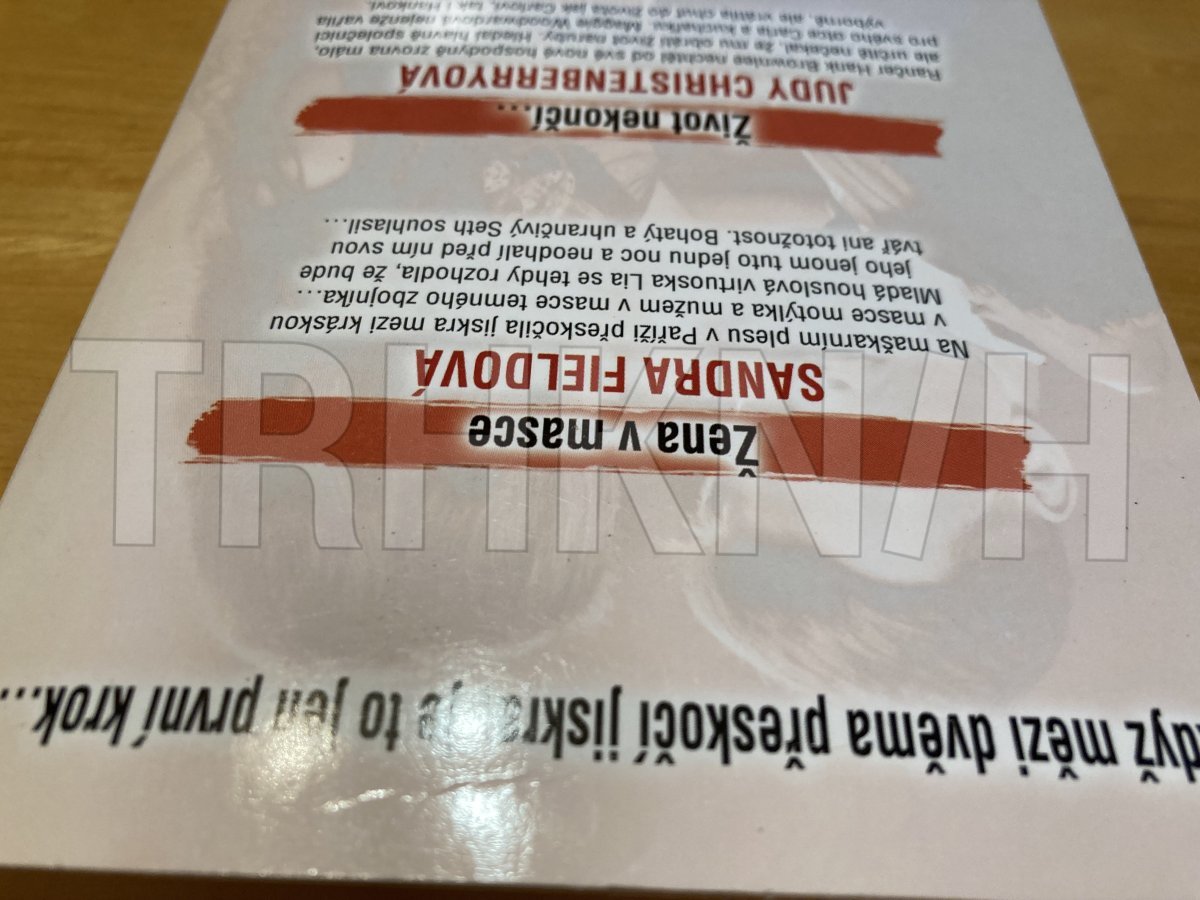 dyž mezi dvěma přeskočí jiskra, je to jen první krok...
Žena v masce
SANDRA FIELDOVÁ
Na maškarním plesu v Paříži přeskočila jiskra mezi kráskou
v masce motýlka a mužem v masce temného zbojníka...
Mladá houslová virtuoska Lia se tehdy rozhodla, že bude
jeho jenom tuto jednu noc a neodhalí před ním svou
tvář ani totožnost. Bohatý a uhrančivý Seth souhlasil...
Život nekončí...
JUDY CHRISTENBERRYOVÁ
Rančer Hank Brownlee nechtěl od své nové hospodyně zrovna málo,
ale určitě nečekal, že mu obrátí život naruby. Hledal hlavně společnici
pro svého otce Carla a kuchařku. Maggie Woodwardová nejenže vařila
výborně, ale vrátila chuť do života jak Carlovi, tak i Hankovi.
TRHKNIH